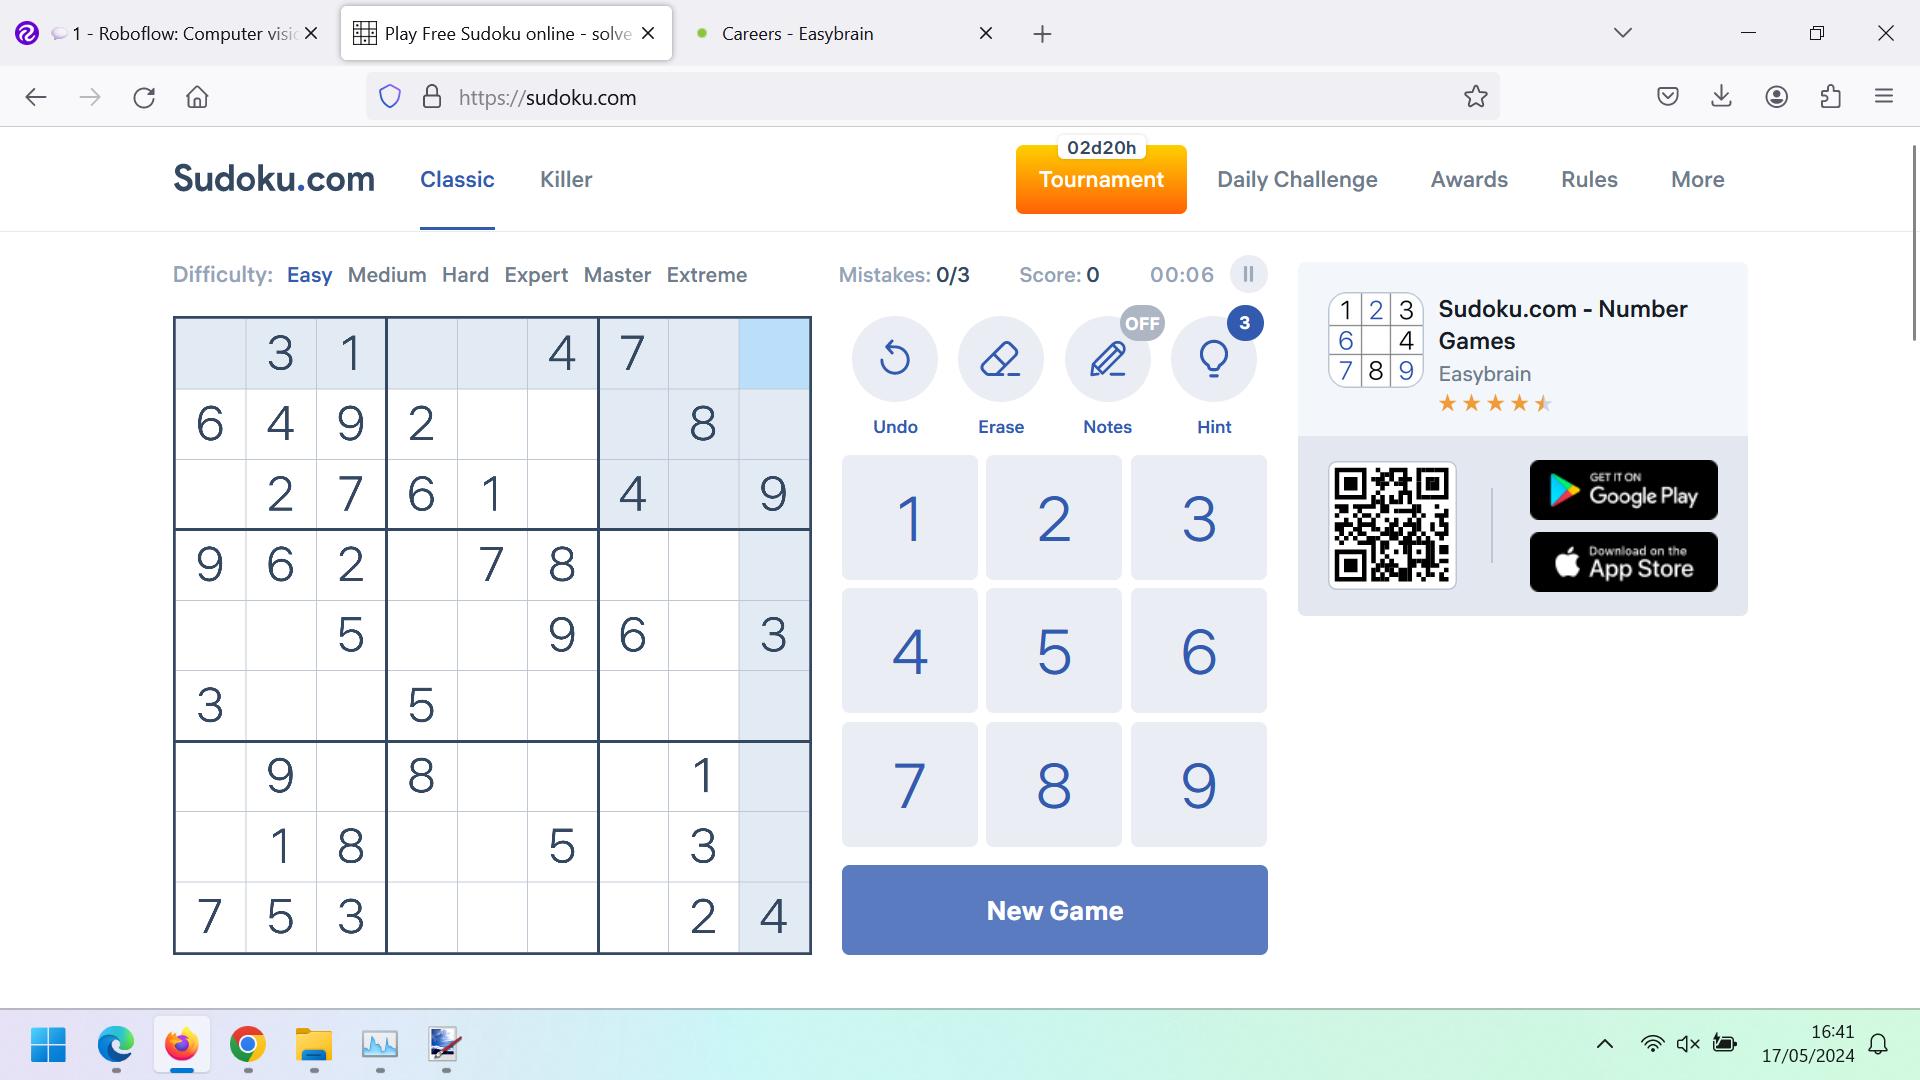 1 - Roboflow: Computer visi
Play Free Sudoku online - solve
Careers - Easybrain
https://sudoku.com
Sudoku.com
Classic
Killer
02d20h
Tournament
Daily Challenge
Awards
Rules
More
Difficulty: Easy Medium Hard Expert Master Extreme
Mistakes: 0/3
Score: 0
00:06
3 1 4 7
6 4 9 2 8
2 7 6 1 4 9
9 6 2 7 8
5 9 6 3
3 5
9 8 1
1 8 5 3
7 5 3 2 4
OFF
3
Undo
Erase
Notes
Hint
1 2 3
4 5 6
7 8 9
New Game
1 2 3
6 4
7 8 9
Sudoku.com - Number
Games
Easybrain
GET IT ON
Google Play
Download on the
App Store
16:41
17/05/2024